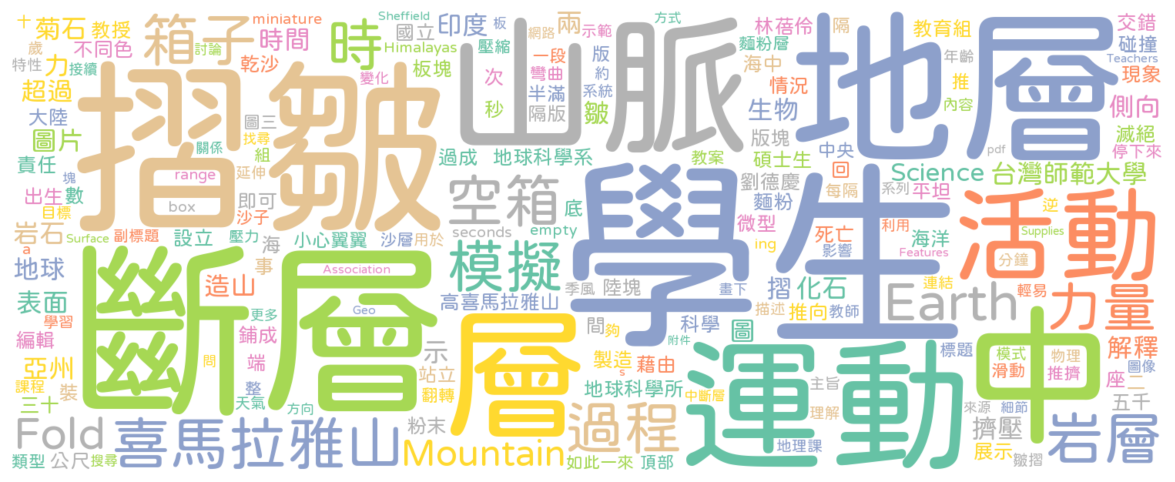 摺皺
斷層
學生
地層
山脈
運動
中
層
活動
時
箱子
喜馬拉雅山
模擬
空箱
過程
岩層
力量
Earth
Mountain
Fold
Science
台灣師範大學
菊石
教授
不同色
miniature
時間
Sheffield
國立
Himalayas
印度
板
板塊
壓縮
次
秒
網路
兩
一段
彎曲
半滿
隔版
示範
版
約
系統
皺
方式
麵粉層
林蓓伶
隔
海中
情況
生物
版塊
教育組
年齡
推
內容
交錯
碰撞
Teachers
現象
側向
滅絕
停下來
pdf
十
歲
特性
接續
力
討論
乾沙
變化
超過
大陸
圖片
責任
出生
數
塊
目標
岩石
a
地球
表面
學習
編輯
亞州
課程
裝
三十
類型
公尺
搜尋
圖三
找尋
關係
組
延伸
range
box
即可
沙子
Surface
副標題
設立
壓力
小心翼翼
沙層
用於
海
事
造山
Association
更多
Geo
鋪成
端
示
站立
翻轉
問
整
天氣
方向
粉末
過成
地球科學系
seconds
empty
底
高喜馬拉雅山
季風
陸塊
間
夠
製造
s
藉由
地球科學所
中斷層
如此一來
頂部
教案
劉德慶
碩士生
中央
回
每隔
系列
平坦
逆
麵粉
微型
ing
死亡
影響
利用
海洋
Features
Supplies
分鐘
摺
化石
畫下
描述
推向
教師
連結
輕易
圖
科學
附件
標題
模式
滑動
物理
推擠
解釋
圖像
座
二
五千
主旨
理解
地理課
來源
細節
擠壓
展示
皺摺